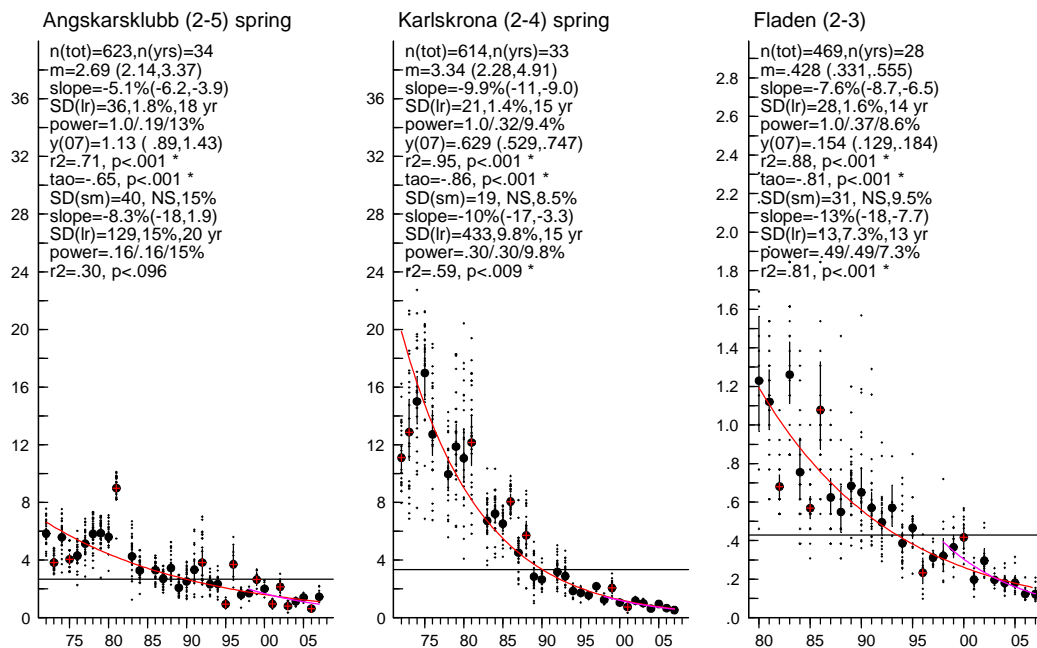 Angskarsklubb (2-5) spring
n(tot)=623,n(yrs)=34
m=2.69 (2.14,3.37)
slope=-5.1%(-6.2,-3.9)
SD(lr)=36,1.8%,18 yr
power=1.0/.19/13%
y(07)=1.13 ( .89,1.43)
r2=.71, p<.001 *
tao=-.65, p<.001 *
SD(sm)=40, NS,15%
slope=-8.3%(-18,1.9)
SD(lr)=129,15%,20 yr
power=.16/.16/15%
r2=.30, p<.096
36
32
28
24
20
16
12
8
4
0
75 80 85 90 95 00 05
Karlskrona (2-4) spring
n(tot)=614,n(yrs)=33
m=3.34 (2.28,4.91)
slope=-9.9%(-11,-9.0)
SD(lr)=21,1.4%,15 yr
power=1.0/.32/9.4%
y(07)=.629 (.529,.747)
r2=.95, p<.001 *
tao=-.86, p<.001 *
SD(sm)=19, NS,8.5%
slope=-10%(-17,-3.3)
SD(lr)=433,9.8%,15 yr
power=.30/.30/9.8%
r2=.59, p<.009 *
36
32
28
24
20
16
12
8
4
0
75 80 85 90 95 00 05
Fladen (2-3)
n(tot)=469,n(yrs)=28
m=.428 (.331,.555)
slope=-7.6%(-8.7,-6.5)
SD(lr)=28,1.6%,14 yr
power=1.0/.37/8.6%
y(07)=.154 (.129,.184)
r2=.88, p<.001 *
tao=-.81, p<.001 *
SD(sm)=31, NS,9.5%
slope=-13%(-18,-7.7)
SD(lr)=13,7.3%,13 yr
power=.49/.49/7.3%
r2=.81, p<.001 *
2.8
2.6
2.4
2.2
2.0
1.8
1.6
1.4
1.2
1.0
.8
.6
.4
.2
.0
80 85 90 95 00 05